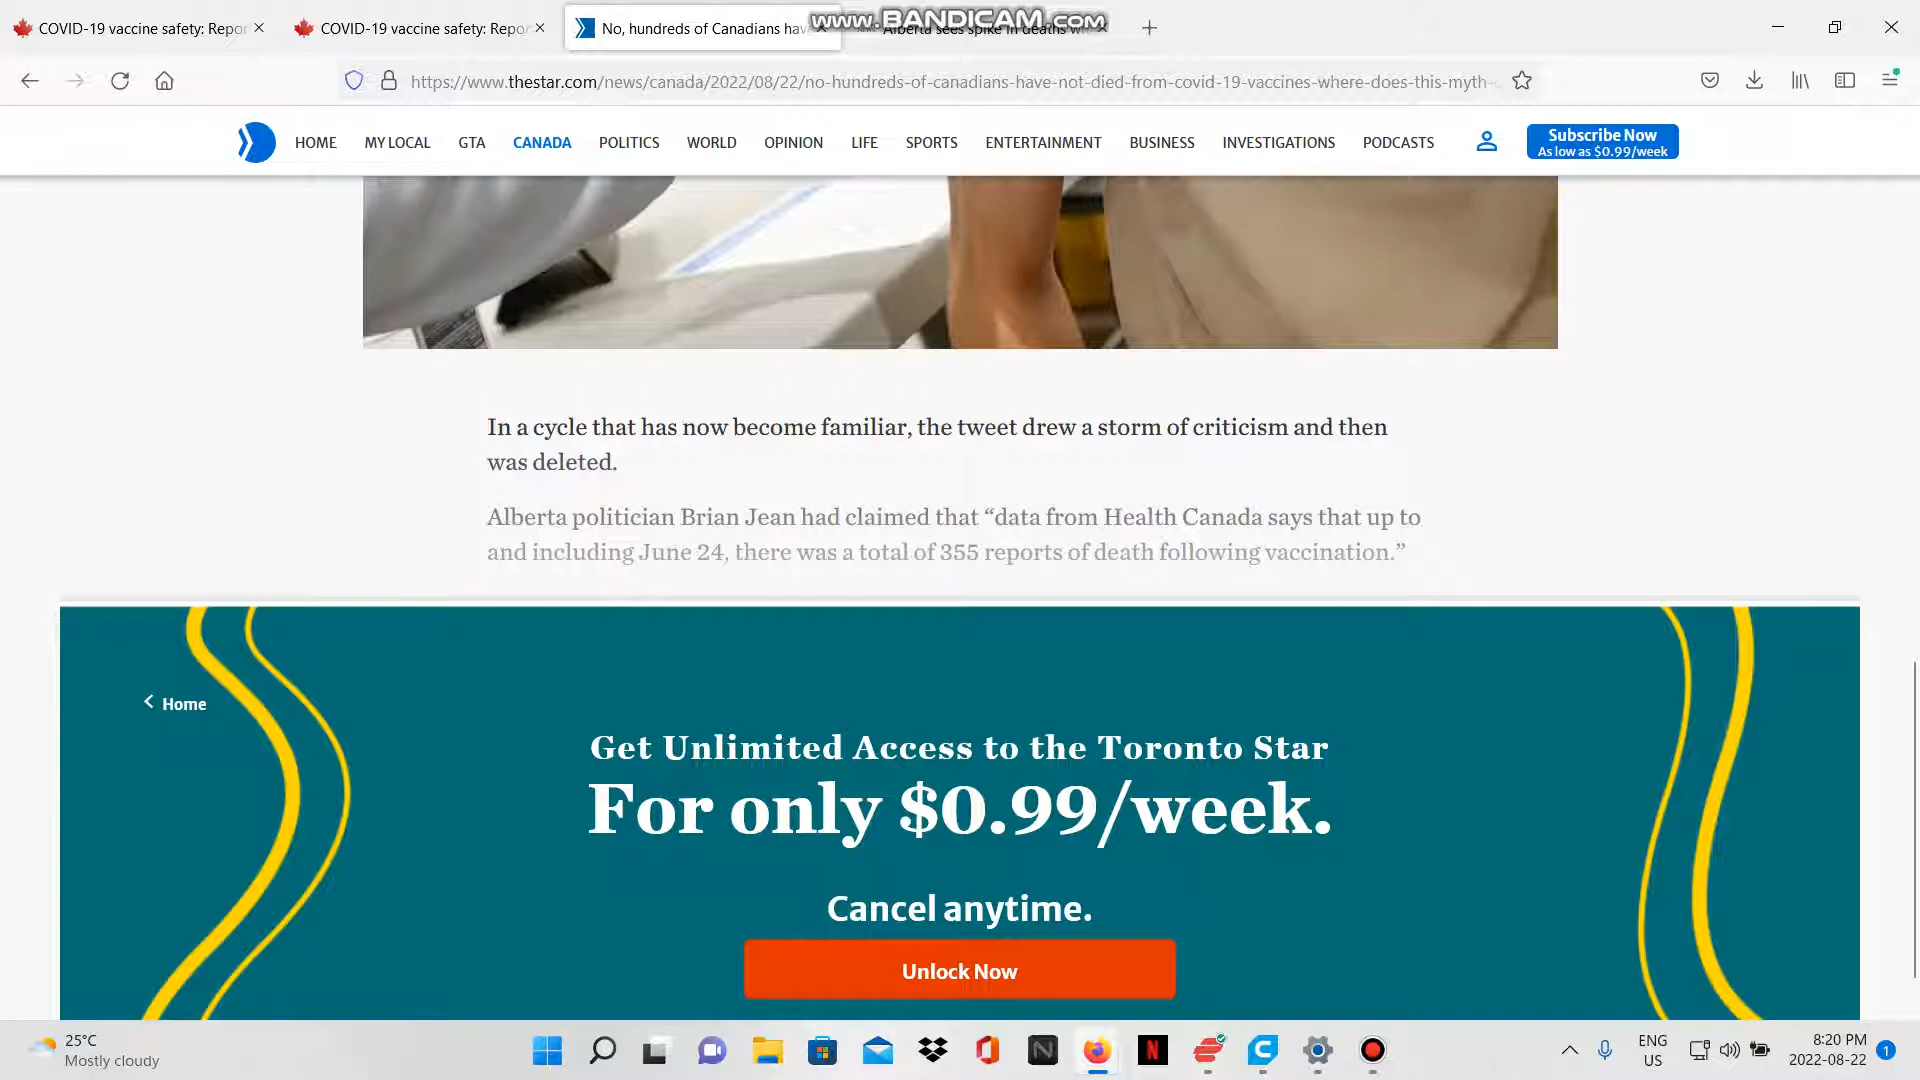 COVID-19 vaccine safety: Repor
COVID-19 vaccine safety: Repor
No, hundreds of Canadians hav
Alberta sees spike in deaths w
www.BANDICAM.com
https://www.thestar.com/news/canada/2022/08/22/no-hundreds-of-canadians-have-not-died-from-covid-19-vaccines-where-does-this-myth-
HOME MY LOCAL GTA CANADA POLITICS WORLD OPINION LIFE SPORTS ENTERTAINMENT BUSINESS INVESTIGATIONS PODCASTS
Subscribe Now
As low as $0.99/week
In a cycle that has now become familiar, the tweet drew a storm of criticism and then
was deleted.
Alberta politician Brian Jean had claimed that “data from Health Canada says that up to
and including June 24, there was a total of 355 reports of death following vaccination.”
Home
Get Unlimited Access to the Toronto Star
For only $0.99/week.
Cancel anytime.
Unlock Now
25°C
Mostly cloudy
ENG
US
8:20 PM
2022-08-22
1